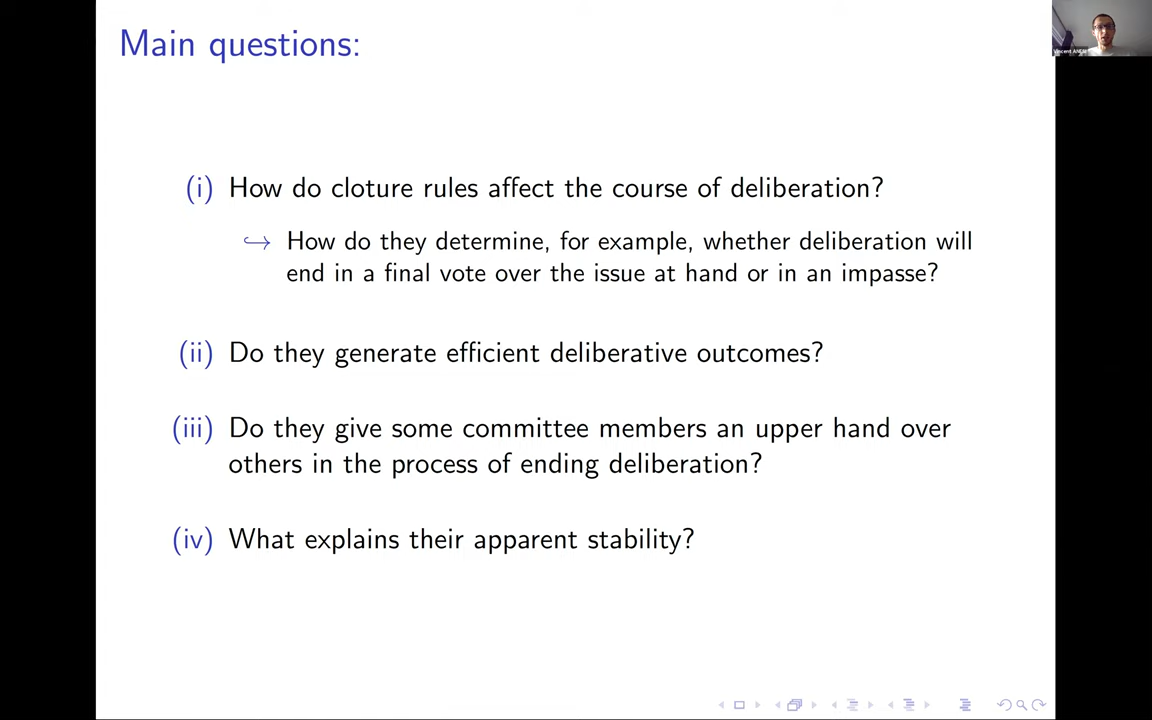 Main questions:
Vincent ANESI
(i) How do cloture rules affect the course of deliberation?
↪ How do they determine, for example, whether deliberation will
end in a final vote over the issue at hand or in an impasse?
(ii) Do they generate efficient deliberative outcomes?
(iii) Do they give some committee members an upper hand over
others in the process of ending deliberation?
(iv) What explains their apparent stability?